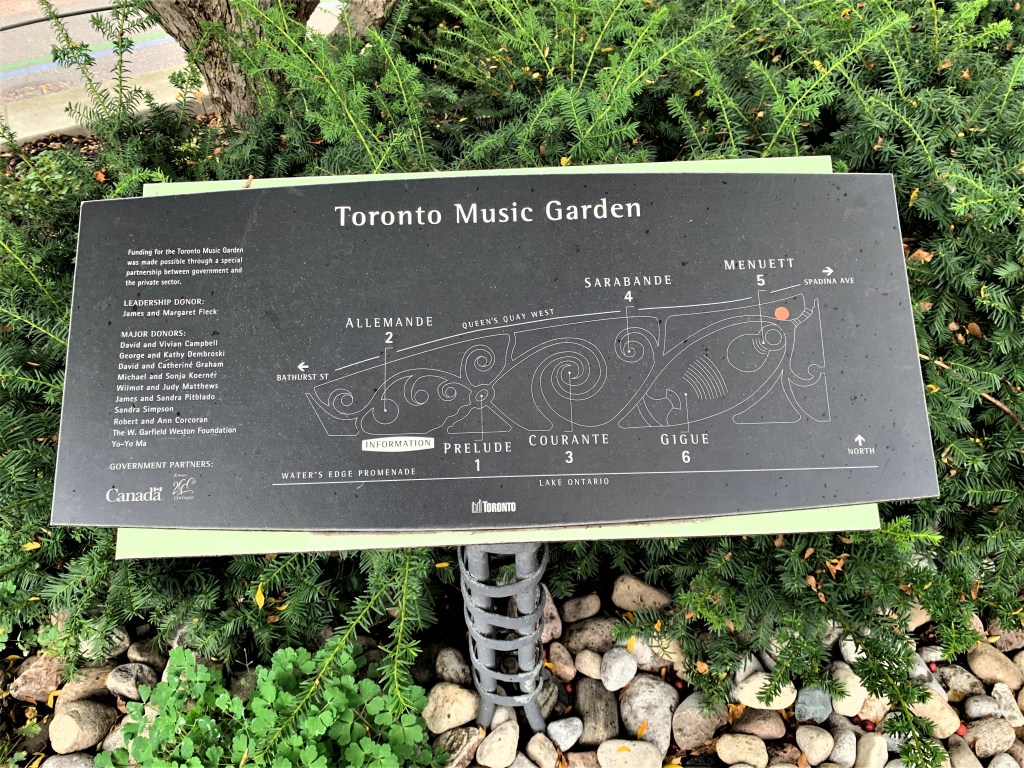 Toronto Music Garden
Funding for the Toronto Music Garden
was made possible through a special
partnership between government and
the private sector.
LEADERSHIP DONOR:
James and Margaret Fleck
MAJOR DONORS:
David and Vivian Campbell
George and Kathy Dembroski
David and Catherine Graham
Michael and Sonja Koerner
Wilmot and Judy Matthews
James and Sandra Pitblado
Sandra Simpson
Robert and Ann Corcoran
The W. Garfield Weston Foundation
Yo-Yo Ma
GOVERNMENT PARTNERS:
Canada
MENUETT
5
→
SPADINA AVE
SARABANDE
4
QUEEN'S QUAY WEST
ALLEMANDE
2
←
BATHURST ST
INFORMATION
PRELUDE
1
COURANTE
3
GIGUE
6
↑
NORTH
WATER'S EDGE PROMENADE
LAKE ONTARIO
TORONTO